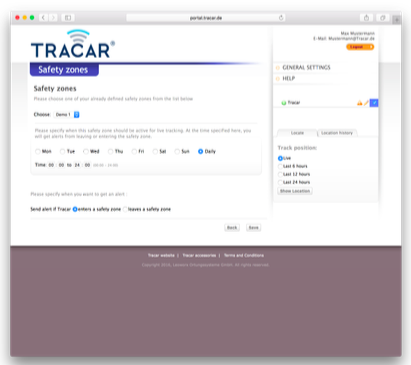 portal.tracar.de
Max Mustermann
E-Mail: Mustermann@Tracar.de
Logout
TRACAR®
Safety zones
GENERAL SETTINGS
HELP
Safety zones
Please choose one of your already defined safety zones from the list below
Choose Demo 1
Tracar
Please specify when this safety zone should be active for live tracking. At the time specified here, you
will get alerts from leaving or entering the safety zone.
Mon Tue Wed Thu Fri Sat Sun Daily
Time 00 : 00 to 24 : 00 00:00 - 24:00
Locate Location history
Track position
Live
Last 6 hours
Last 12 hours
Last 24 hours
Show Location
Please specify when you want to get an alert :
Send alert if Tracar enters a safety zone leaves a safety zone
Back Save
Tracar website | Tracar accessories | Terms and Conditions
GmbH. All rights reserved.